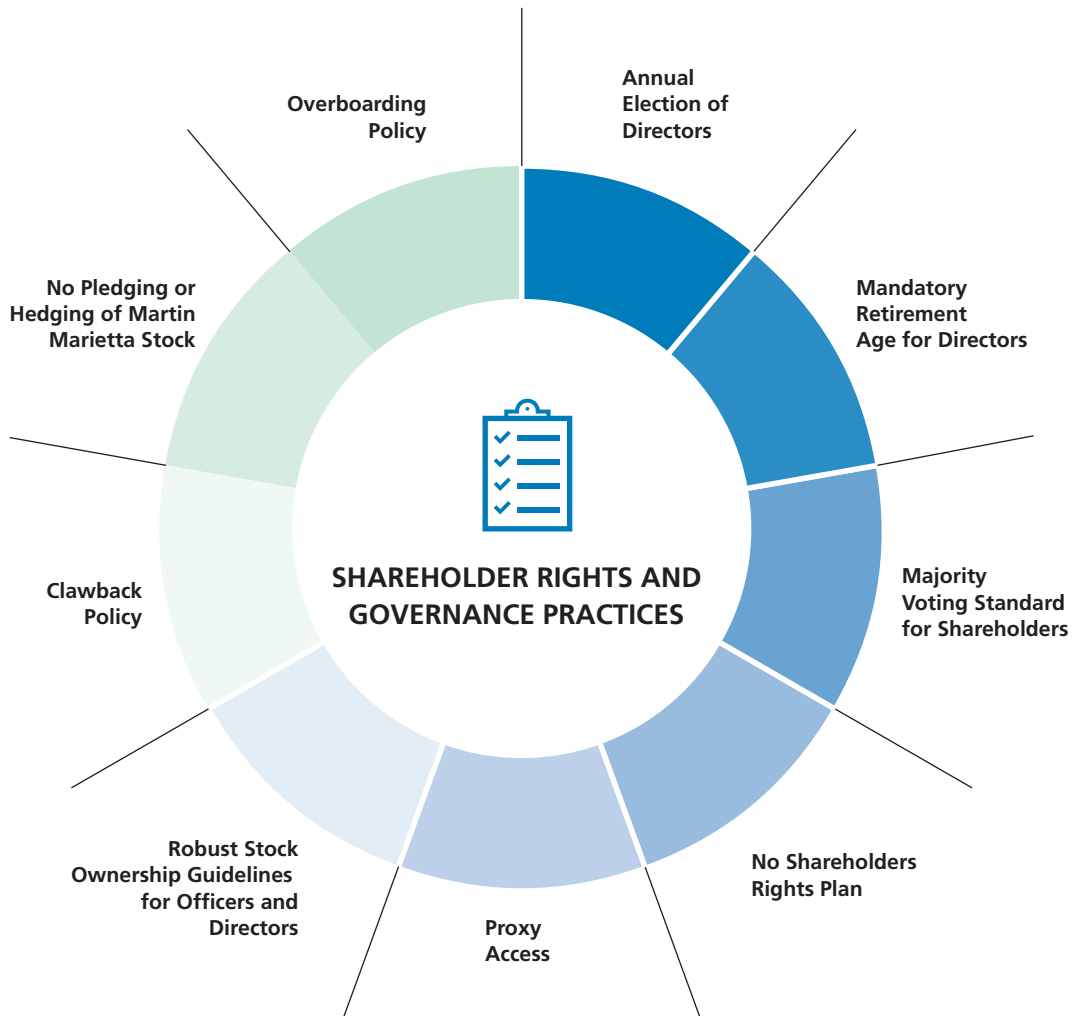 Annual
Election of
Directors
Mandatory
Retirement
Age for Directors
Majority
Voting Standard
for Shareholders
No Shareholders
Rights Plan
Proxy
Access
Robust Stock
Ownership Guidelines
for Officers and
Directors
Clawback
Policy
No Pledging or
Hedging of Martin
Marietta Stock
Overboarding
Policy
SHAREHOLDER RIGHTS AND
GOVERNANCE PRACTICES